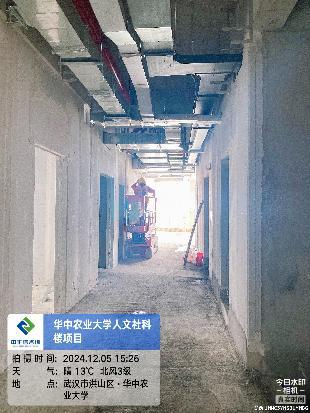 华中农业大学人文社科
楼项目
拍摄时间: 2024.12.05 15:26
天 气: 晴 13℃ 北风3级
地 点: 武汉市洪山区·华中农
业大学
今日水印
-相机-
真实时间